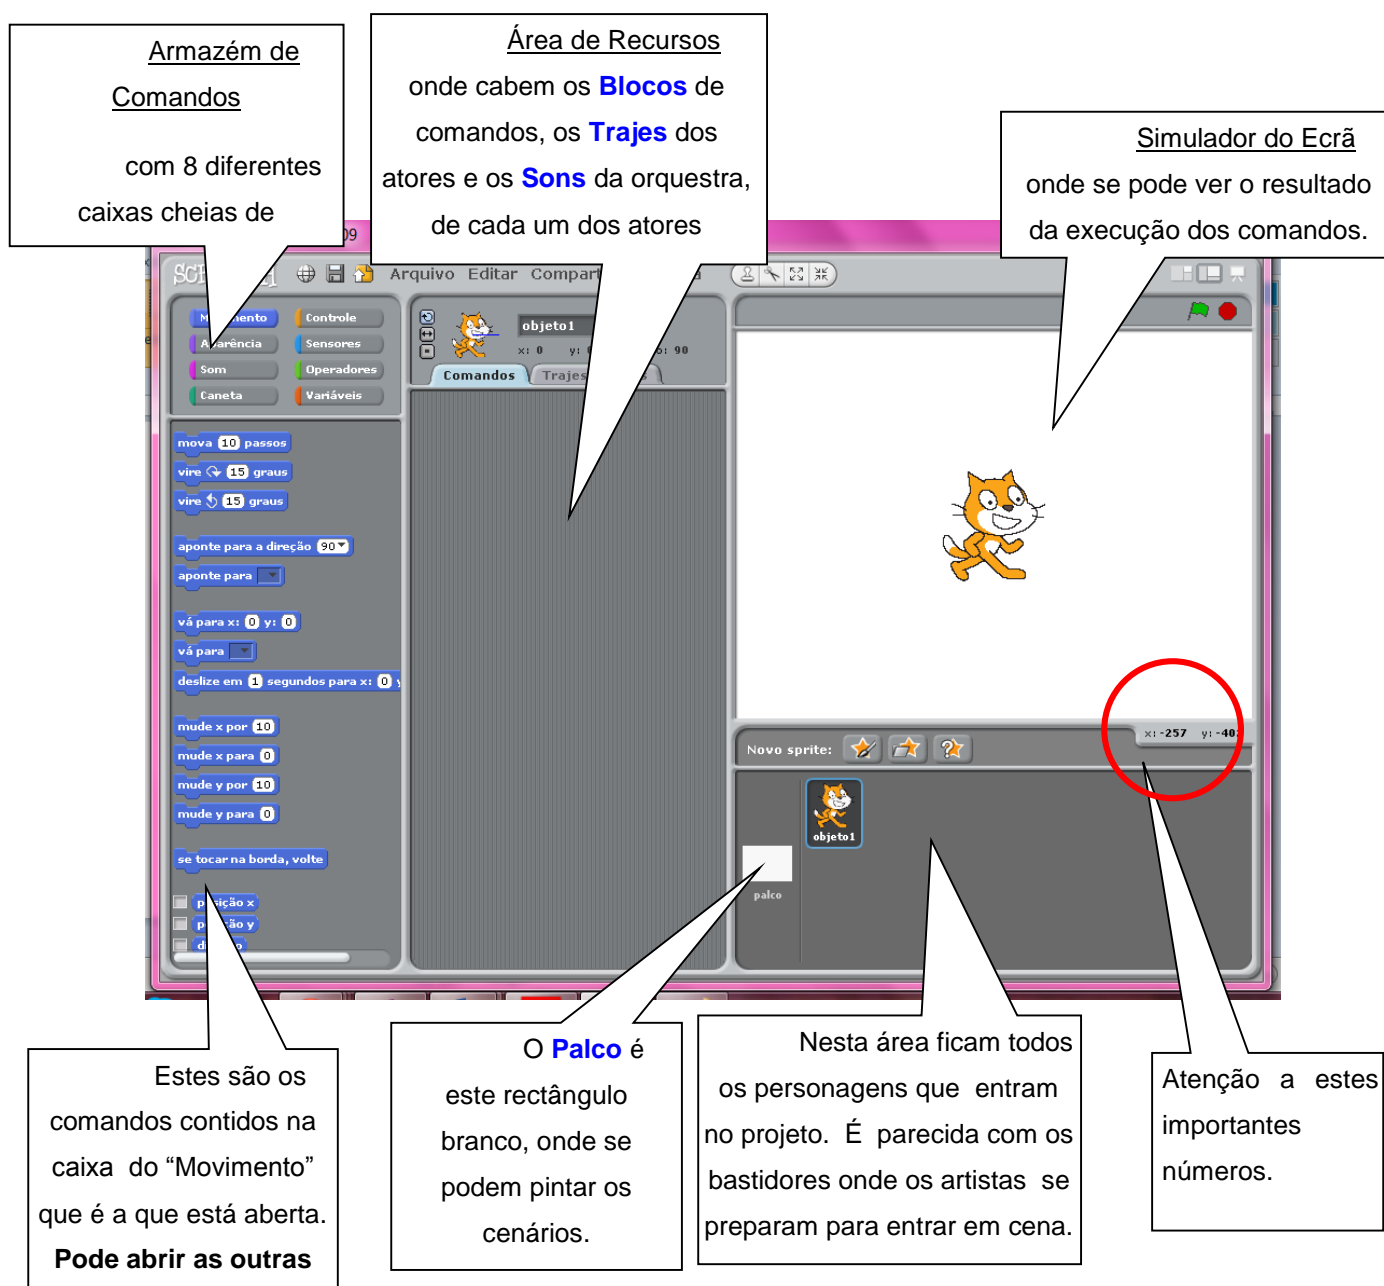 Armazém de
Comandos
com 8 diferentes
caixas cheias de
Área de Recursos
onde cabem os Blocos de
comandos, os Trajes dos
atores e os Sons da orquestra,
de cada um dos atores
Simulador do Ecrã
onde se pode ver o resultado
da execução dos comandos.
Arquivo Editar
Controle
Aparência Sensores
Som Operadores
Caneta Variáveis
objeto1
x: 0 y: 90
Comandos Trajes
mova 10 passos
vire 15 graus
vire 15 graus
aponte para a direção 90
aponte para
vá para x: 0 y: 0
vá para
deslize em 1 segundos para x: 0 y
mude x por 10
mude x para 0
mude y por 10
mude y para 0
se tocar na borda, volte
posição x
y
Novo sprite:
x: -257 y:
objeto1
palco
Estes são os
comandos contidos na
caixa do “Movimento”
que é a que está aberta.
Pode abrir as outras
O Palco é
este rectângulo
branco, onde se
podem pintar os
cenários.
Nesta área ficam todos
os personagens que entram
no projeto. É parecida com os
bastidores onde os artistas se
preparam para entrar em cena.
Atenção a estes
importantes
números.